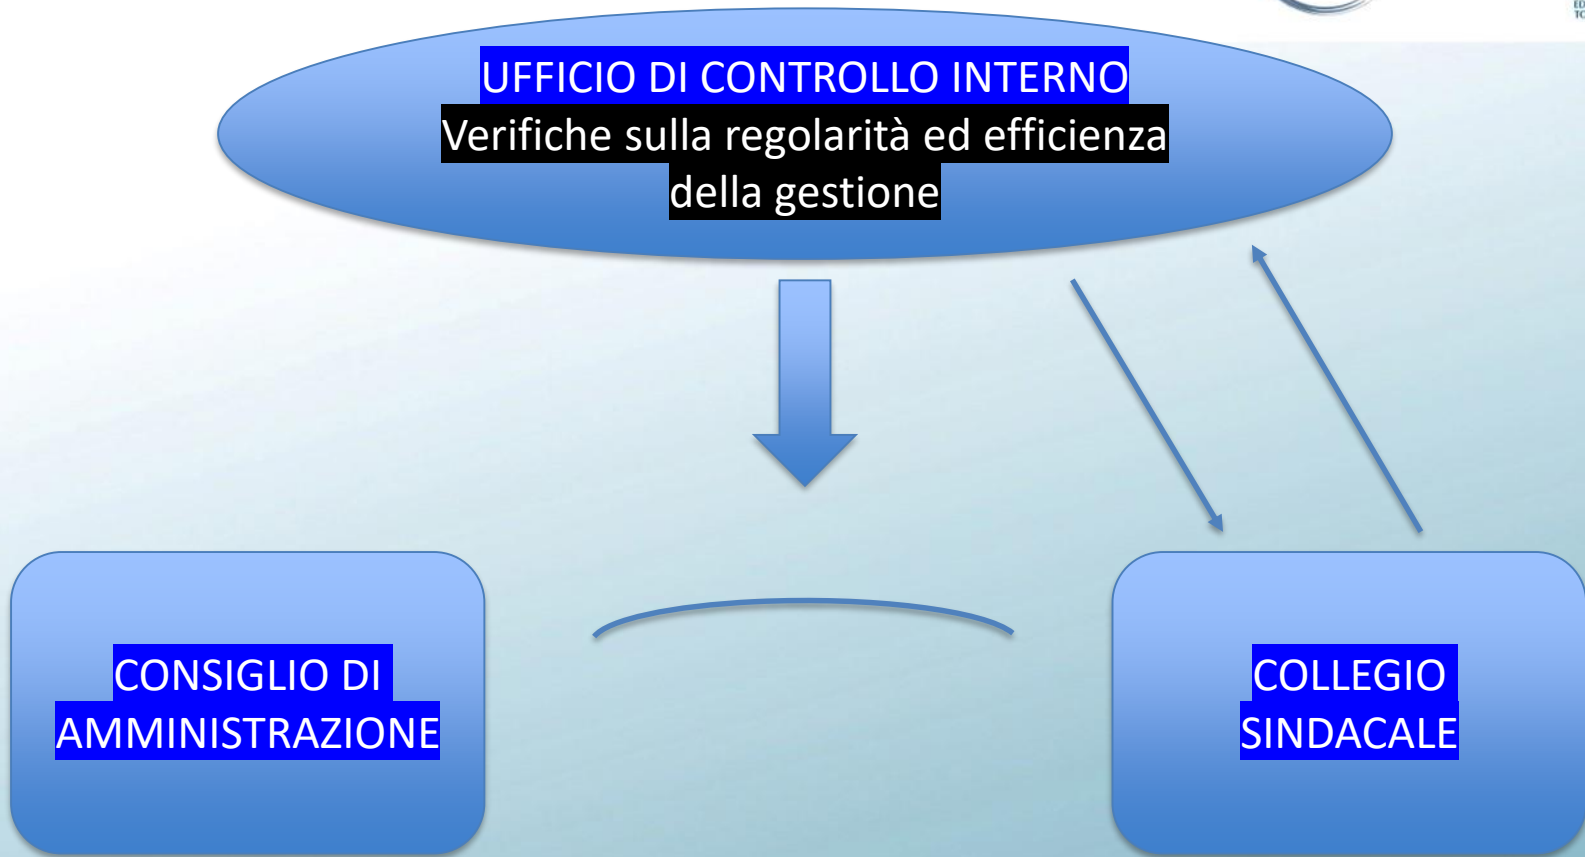 UFFICIO DI CONTROLLO INTERNO
Verifiche sulla regolarità ed efficienza
della gestione
CONSIGLIO DI
AMMINISTRAZIONE
COLLEGIO
SINDACALE